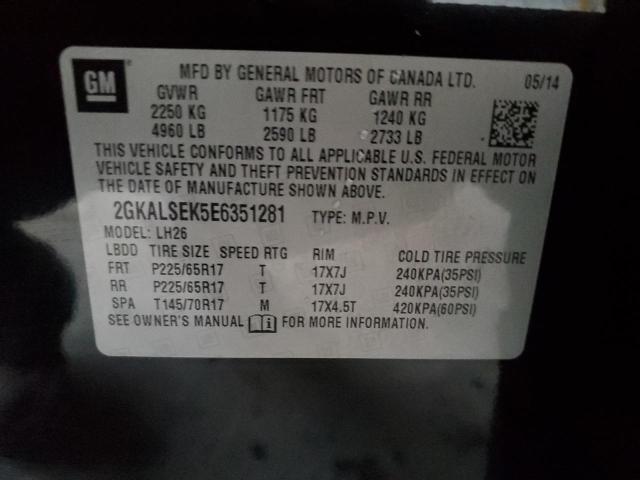 GM
MFD BY GENERAL MOTORS OF CANADA LTD. 05/14
GVWR GAWR FRT GAWR RR
2250 KG 1175 KG 1240 KG
4960 LB 2590 LB 2733 LB
THIS VEHICLE CONFORMS TO ALL APPLICABLE U.S. FEDERAL MOTOR
VEHICLE SAFETY AND THEFT PREVENTION STANDARDS IN EFFECT ON
THE DATE OF MANUFACTURE SHOWN ABOVE.
2GKALSEK5E6351281 TYPE: M.P.V.
MODEL: LH26
LBDD TIRE SIZE SPEED RTG RIM COLD TIRE PRESSURE
FRT P225/65R17 T 17X7J 240KPA(35PSI)
RR P225/65R17 T 17X7J 240KPA(35PSI)
SPA T145/70R17 M 17X4.5T 420KPA(60PSI)
SEE OWNER'S MANUAL i FOR MORE INFORMATION.